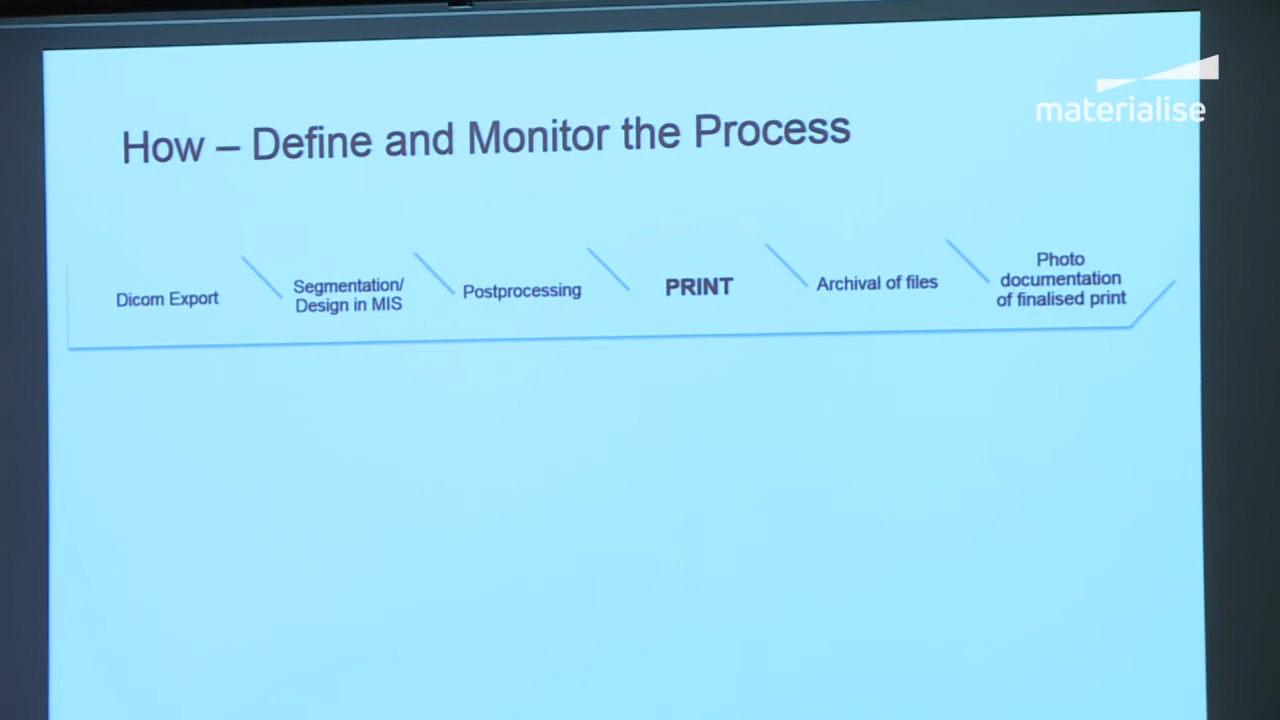 materialise
How – Define and Monitor the Process
Dicom Export
Segmentation/
Design in MIS
Postprocessing
PRINT
Archival of files
Photo
documentation
of finalised print